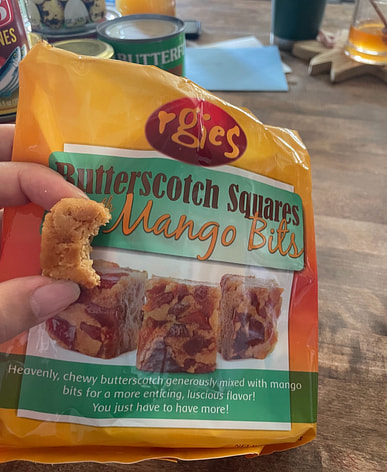 NES
BUTTERF
rgies
Butterscotch Squares
Mango Bits
Heavenly, chewy butterscotch generously mixed with mango
bits for a more enticing, luscious flavor!
You just have to have more!